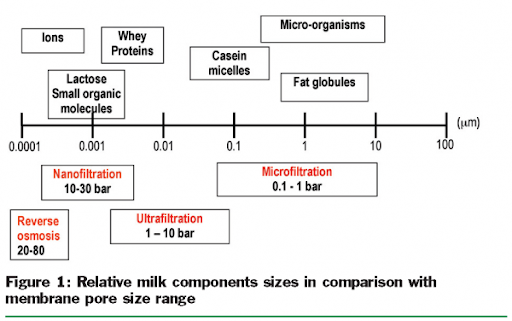 Ions
Whey
Proteins
Micro-organisms
Casein
micelles
Lactose
Small organic
molecules
Fat globules
(µm)
0.0001
0.001
0.01
0.1
1
10
100
Nanofiltration
10-30 bar
Microfiltration
0.1 - 1 bar
Reverse
osmosis
20-80
Ultrafiltration
1 – 10 bar
Figure 1: Relative milk components sizes in comparison with
membrane pore size range